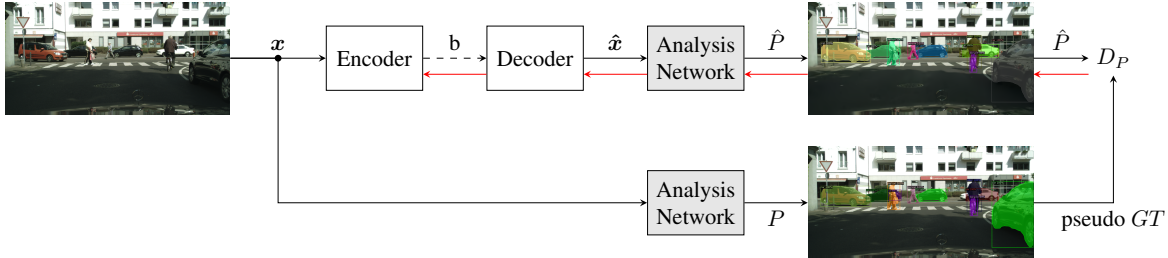 x
Encoder
b
Decoder
x̂
Analysis
Network
P̂
P̂
D_P
Analysis
Network
P
pseudo GT